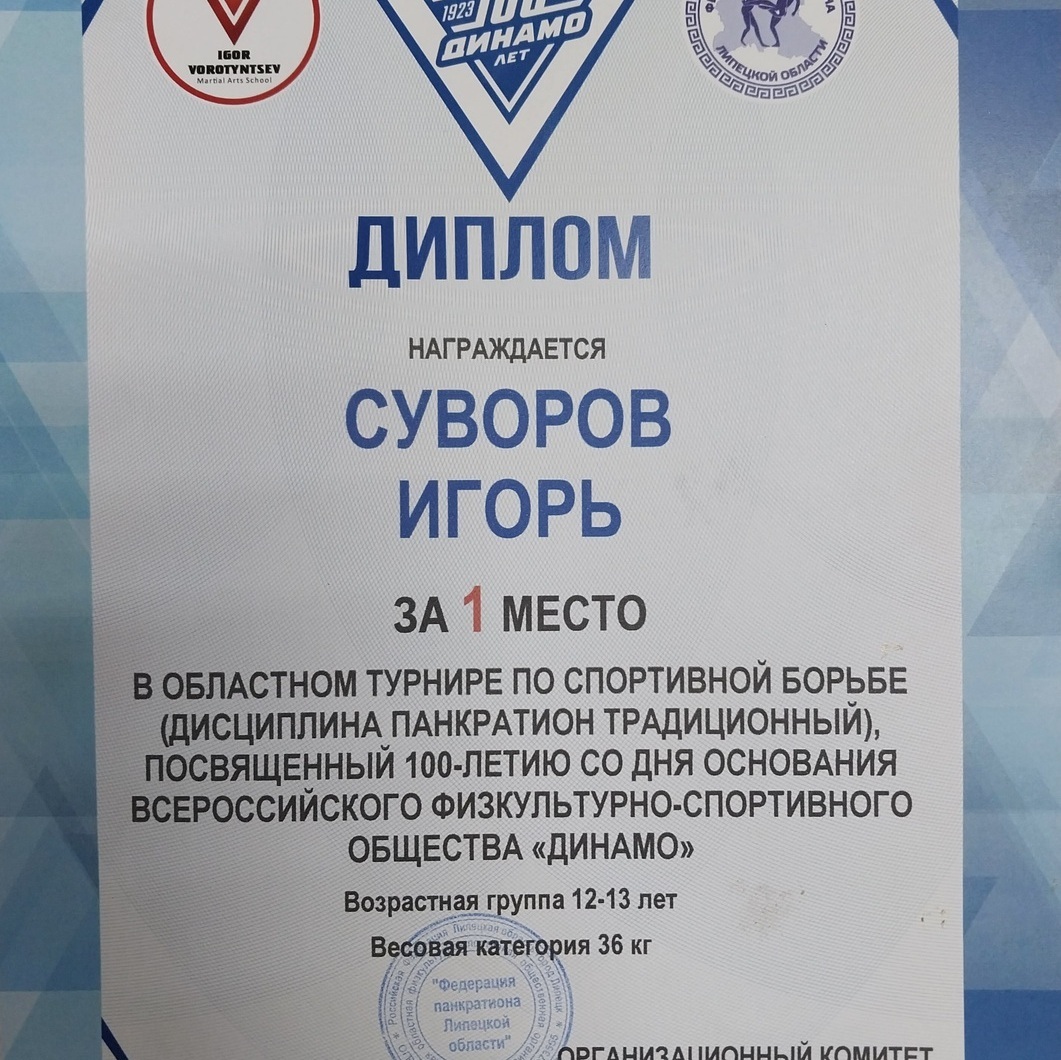 IGOR
VOROTYNTSEV
Martial Arts School
1923 100
ДИНАМО
ЛЕТ
ЛИПЕЦКОЙ ОБЛАСТИ
ДИПЛОМ
НАГРАЖДАЕТСЯ
СУВОРОВ
ИГОРЬ
ЗА 1 МЕСТО
В ОБЛАСТНОМ ТУРНИРЕ ПО СПОРТИВНОЙ БОРЬБЕ
(ДИСЦИПЛИНА ПАНКРАТИОН ТРАДИЦИОННЫЙ),
ПОСВЯЩЕННЫЙ 100-ЛЕТИЮ СО ДНЯ ОСНОВАНИЯ
ВСЕРОССИЙСКОГО ФИЗКУЛЬТУРНО-СПОРТИВНОГО
ОБЩЕСТВА «ДИНАМО»
Возрастная группа 12-13 лет
Весовая категория 36 кг
"Федерация
панкратиона
Липецкой
области"
ОРГАНИЗАЦИОННЫЙ КОМИТЕТ